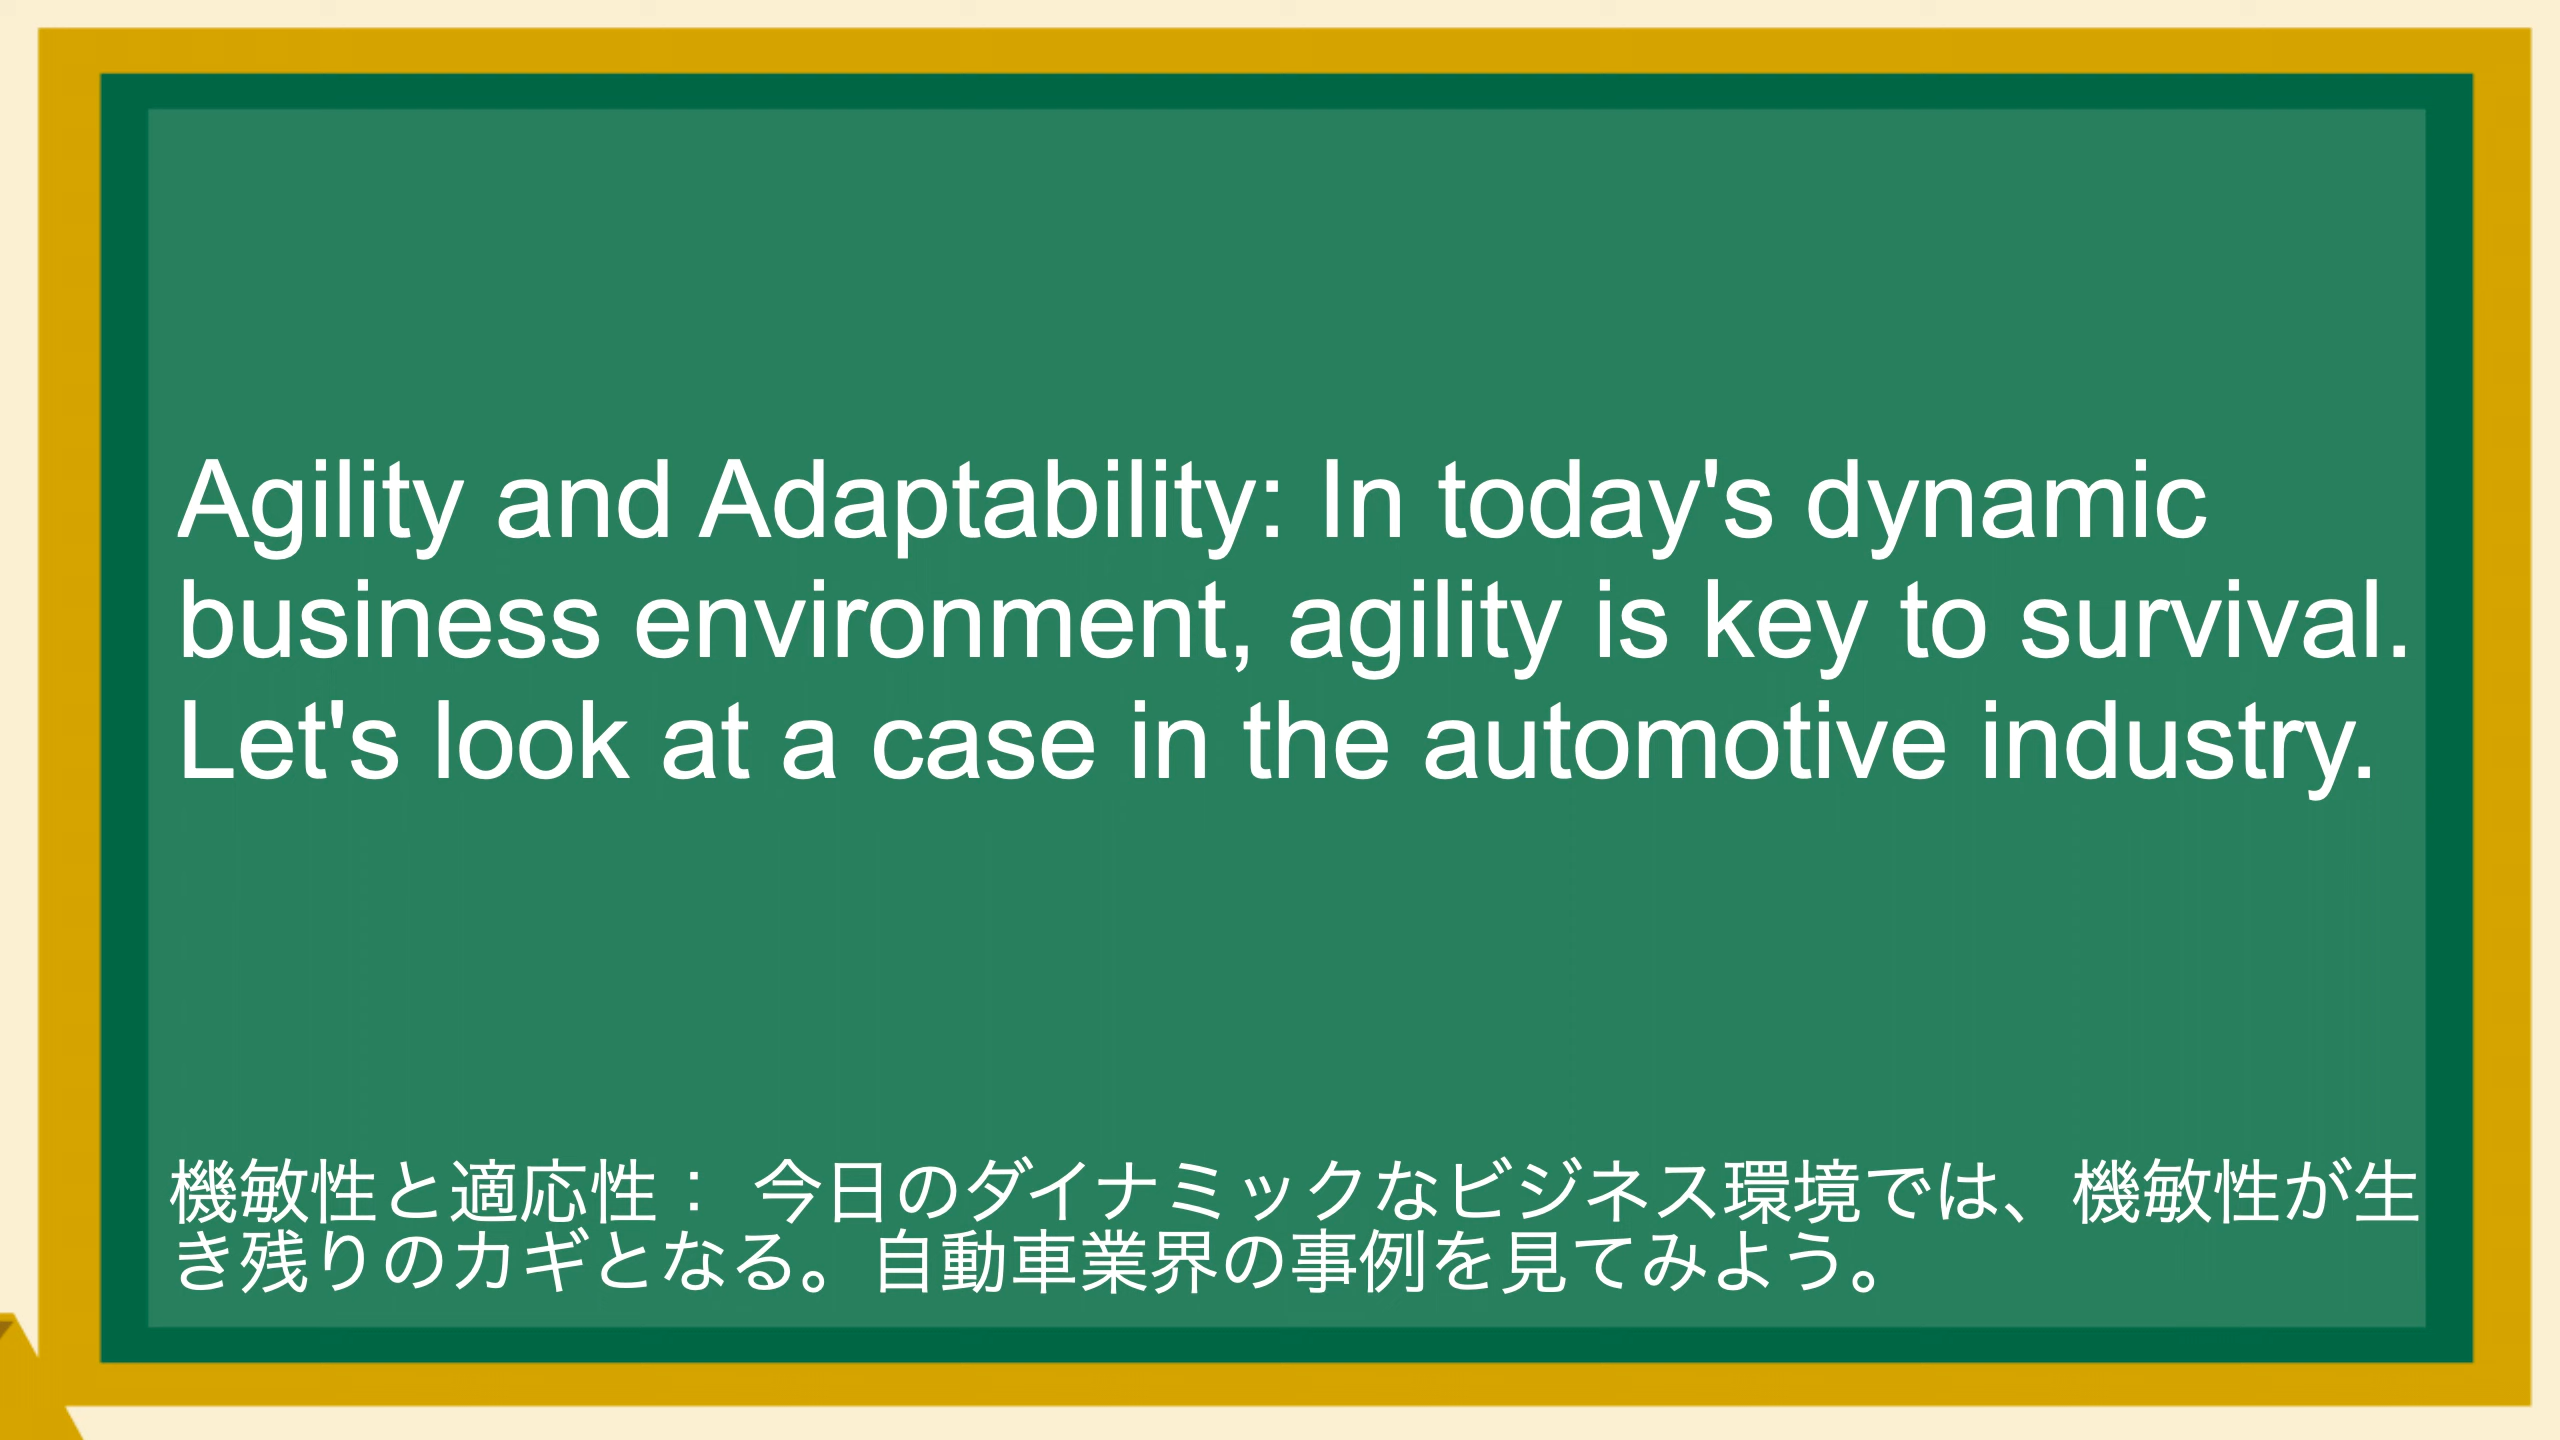 Agility and Adaptability: In today's dynamic
business environment, agility is key to survival.
Let's look at a case in the automotive industry.
機敏性と適応性： 今日のダイナミックなビジネス環境では、機敏性が生
き残りのカギとなる。自動車業界の事例を見てみよう。